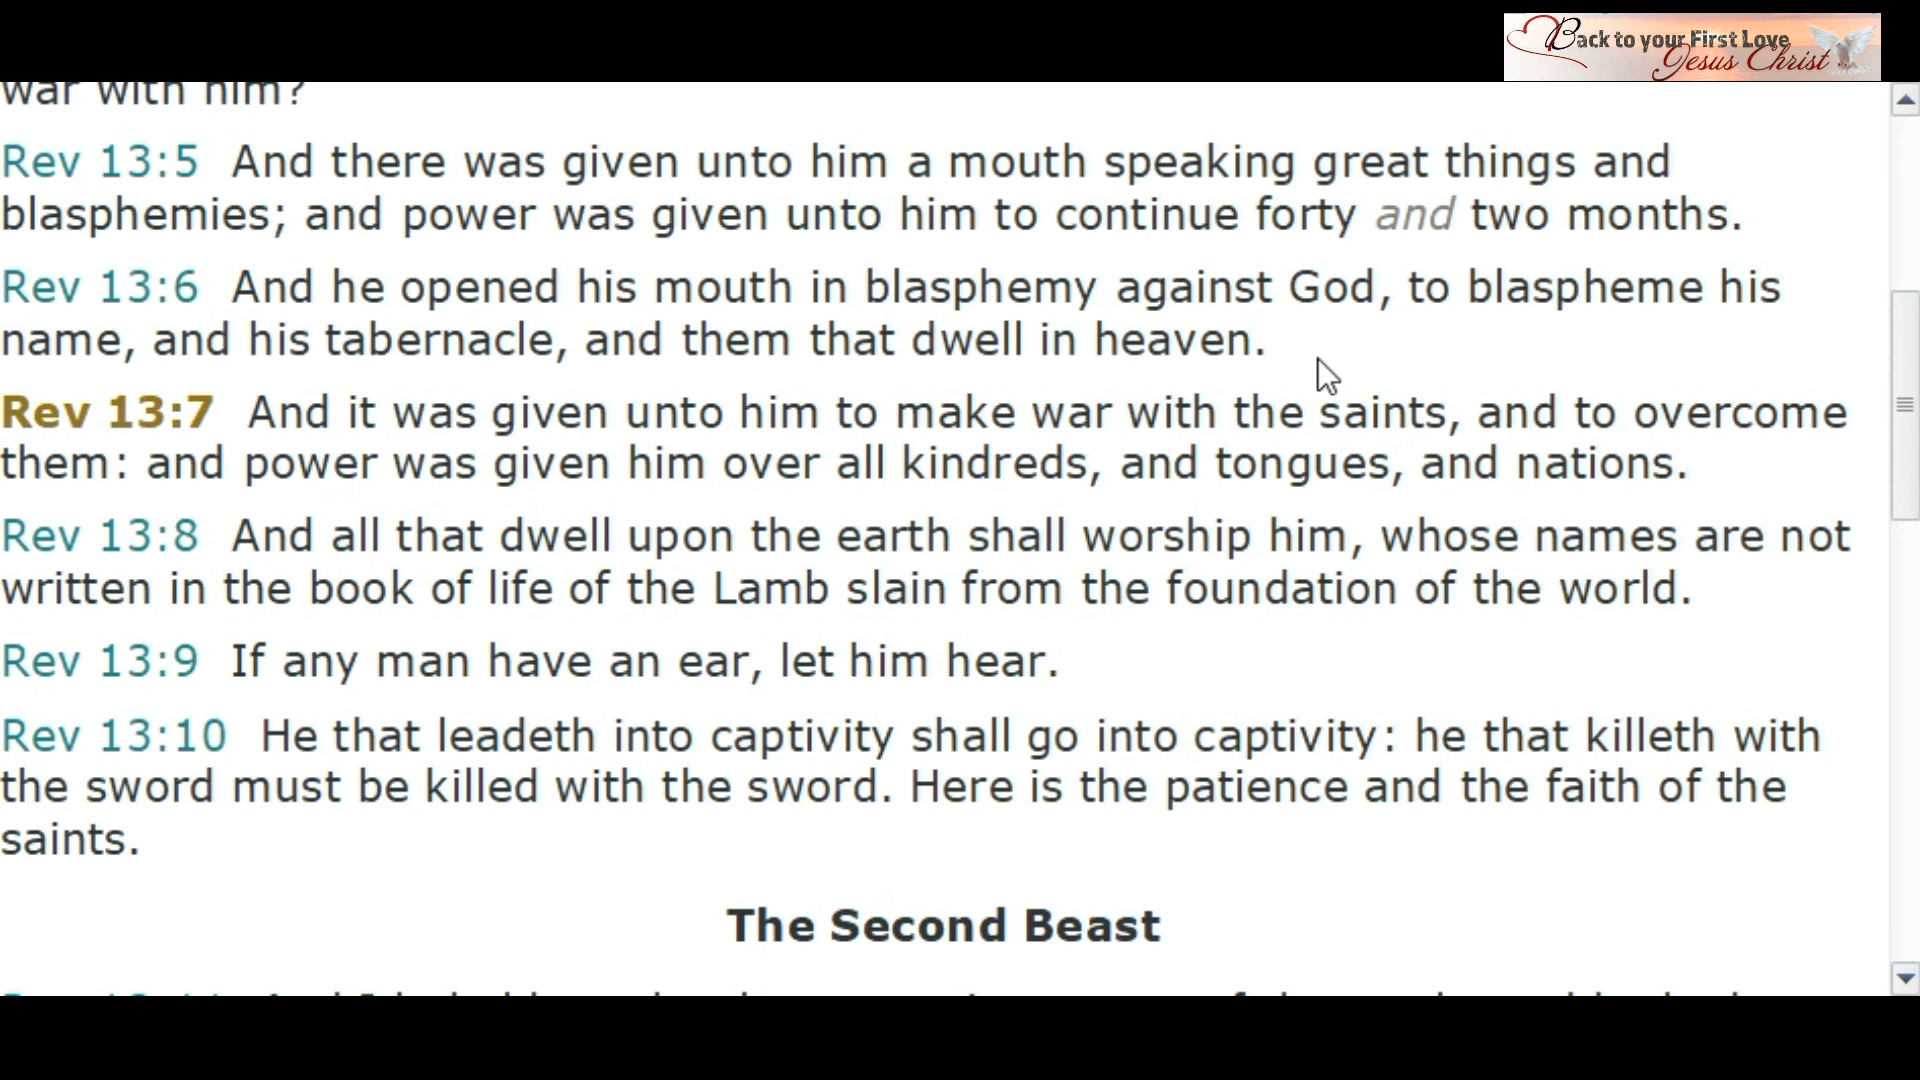 Back to your First Love
Jesus Christ
war with him?
Rev 13:5 And there was given unto him a mouth speaking great things and
blasphemies; and power was given unto him to continue forty and two months.
Rev 13:6 And he opened his mouth in blasphemy against God, to blaspheme his
name, and his tabernacle, and them that dwell in heaven.
Rev 13:7 And it was given unto him to make war with the saints, and to overcome
them: and power was given him over all kindreds, and tongues, and nations.
Rev 13:8 And all that dwell upon the earth shall worship him, whose names are not
written in the book of life of the Lamb slain from the foundation of the world.
Rev 13:9 If any man have an ear, let him hear.
Rev 13:10 He that leadeth into captivity shall go into captivity: he that killeth with
the sword must be killed with the sword. Here is the patience and the faith of the
saints.
The Second Beast